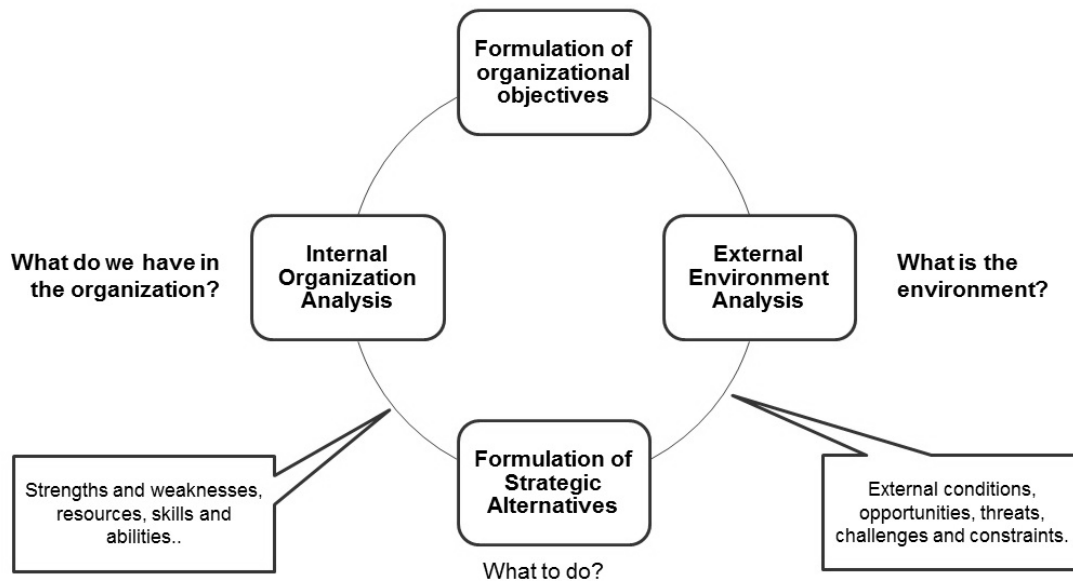 Formulation of
organizational
objectives
What do we have in
the organization?
Internal
Organization
Analysis
External
Environment
Analysis
What is the
environment?
Strengths and weaknesses,
resources, skills and
abilities..
Formulation of
Strategic
Alternatives
External conditions,
opportunities, threats,
challenges and constraints.
What to do?